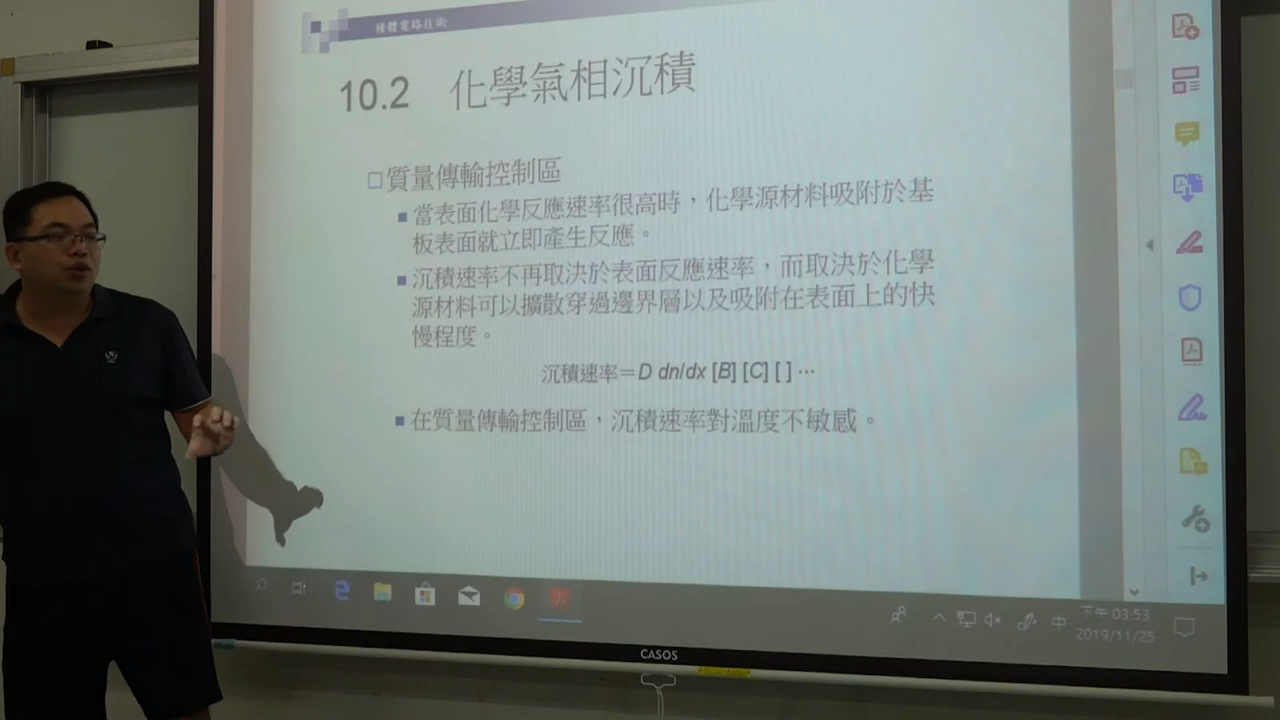 積體電路技術
10.2 化學氣相沉積
質量傳輸控制區
當表面化學反應速率很高時，化學源材料吸附於基
板表面就立即產生反應。
沉積速率不再取決於表面反應速率，而取決於化學
源材料可以擴散穿過邊界層以及吸附在表面上的快
慢程度。
沉積速率＝D dn/dx [B] [C] [ ] …
在質量傳輸控制區，沉積速率對溫度不敏感。
中
下午 03:53
2019/11/25
CASOS